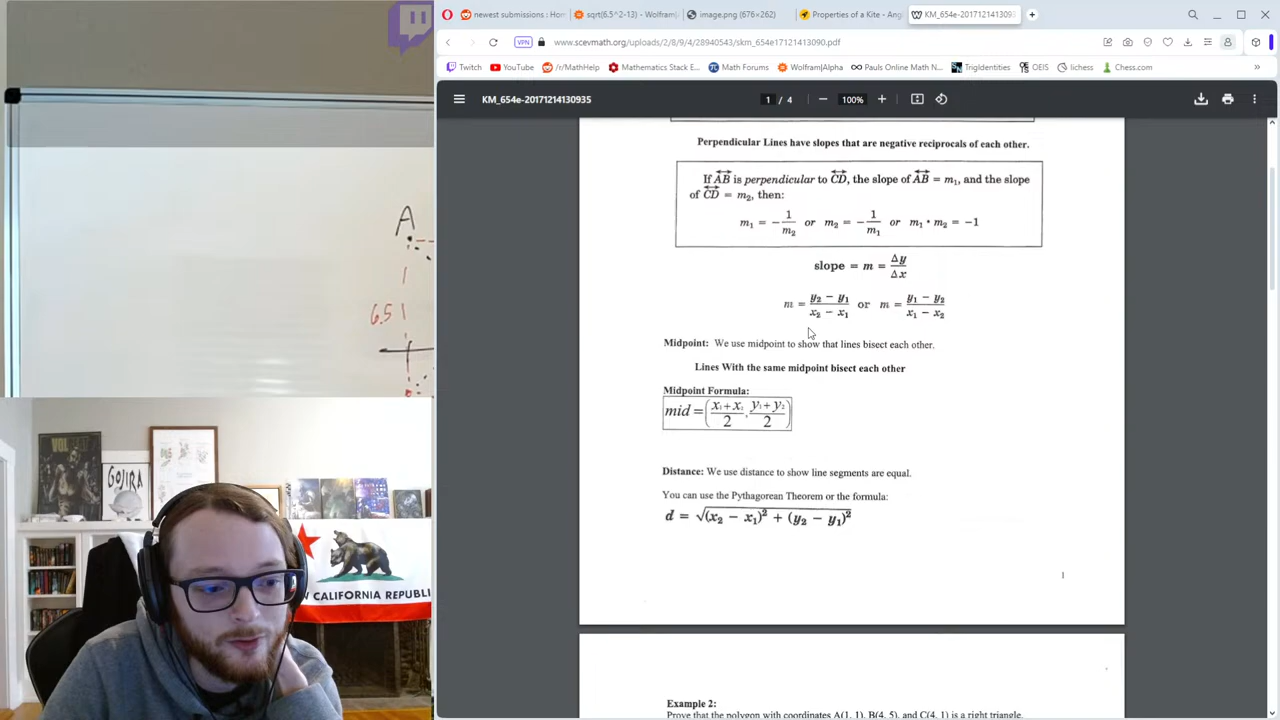 newest submissions : Hom
sqrt(6.5^2-13) - Wolfram|
image.png (676×262)
Properties of a Kite - Ang
KM_654e-2017121413093
VPN
www.scevmath.org/uploads/2/8/9/4/28940543/skm_654e17121413090.pdf
Twitch
YouTube
/r/MathHelp
Mathematics Stack E...
Math Forums
Wolfram|Alpha
Pauls Online Math N...
TrigIdentities
OEIS
lichess
Chess.com
»
KM_654e-20171214130935
1 / 4
100%
Perpendicular Lines have slopes that are negative reciprocals of each other.
If AB is perpendicular to CD, the slope of AB = m₁, and the slope
of CD = m₂, then:
m₁ = -1/m₂ or m₂ = -1/m₁ or m₁ • m₂ = -1
slope = m = Δy/Δx
m = (y₂ − y₁)/(x₂ − x₁) or m = (y₁ − y₂)/(x₁ − x₂)
Midpoint: We use midpoint to show that lines bisect each other.
Lines With the same midpoint bisect each other
Midpoint Formula:
mid = ((x₁+x₂)/2, (y₁+y₂)/2)
Distance: We use distance to show line segments are equal.
You can use the Pythagorean Theorem or the formula:
d = √((x₂ − x₁)² + (y₂ − y₁)²)
1
Example 2:
Prove that the polygon with coordinates A(1, 1), B(4, 5), and C(4, 1) is a right triangle.
A
6.5
VOL
GOJIRA
CALIFORNIA REPUBLI